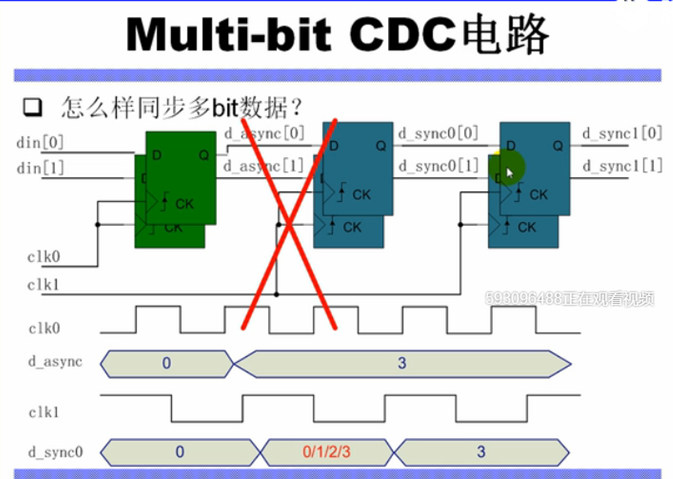 Multi-bit CDC电路
怎么样同步多bit数据?
din[0] D Q d_async[0] D Q d_sync0[0] D Q d_sync1[0]
din[1] d_async[1] d_sync0[1] d_sync1[1]
CK CK CK
CK CK CK
clk0
clk1
593096488正在观看视频
clk0
d_async 0 3
clk1
d_sync0 0 0/1/2/3 3